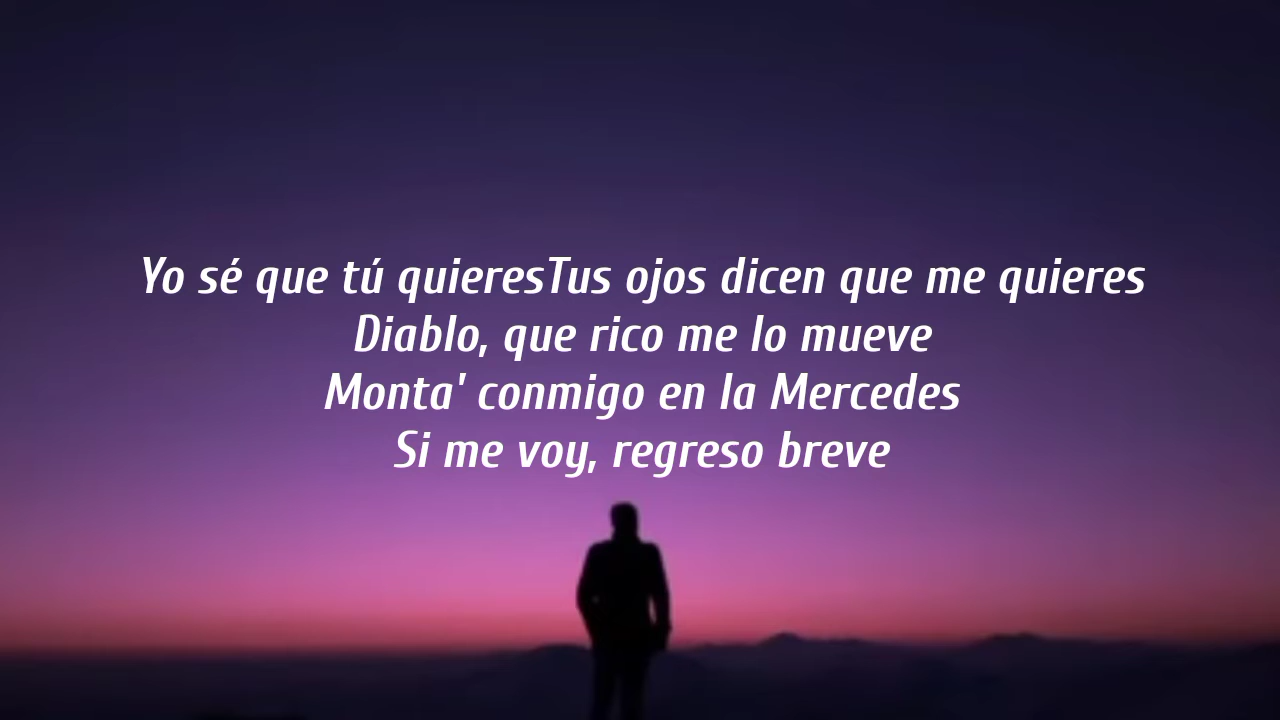 Yo sé que tú quieresTus ojos dicen que me quieres
Diablo, que rico me lo mueve
Monta' conmigo en la Mercedes
Si me voy, regreso breve